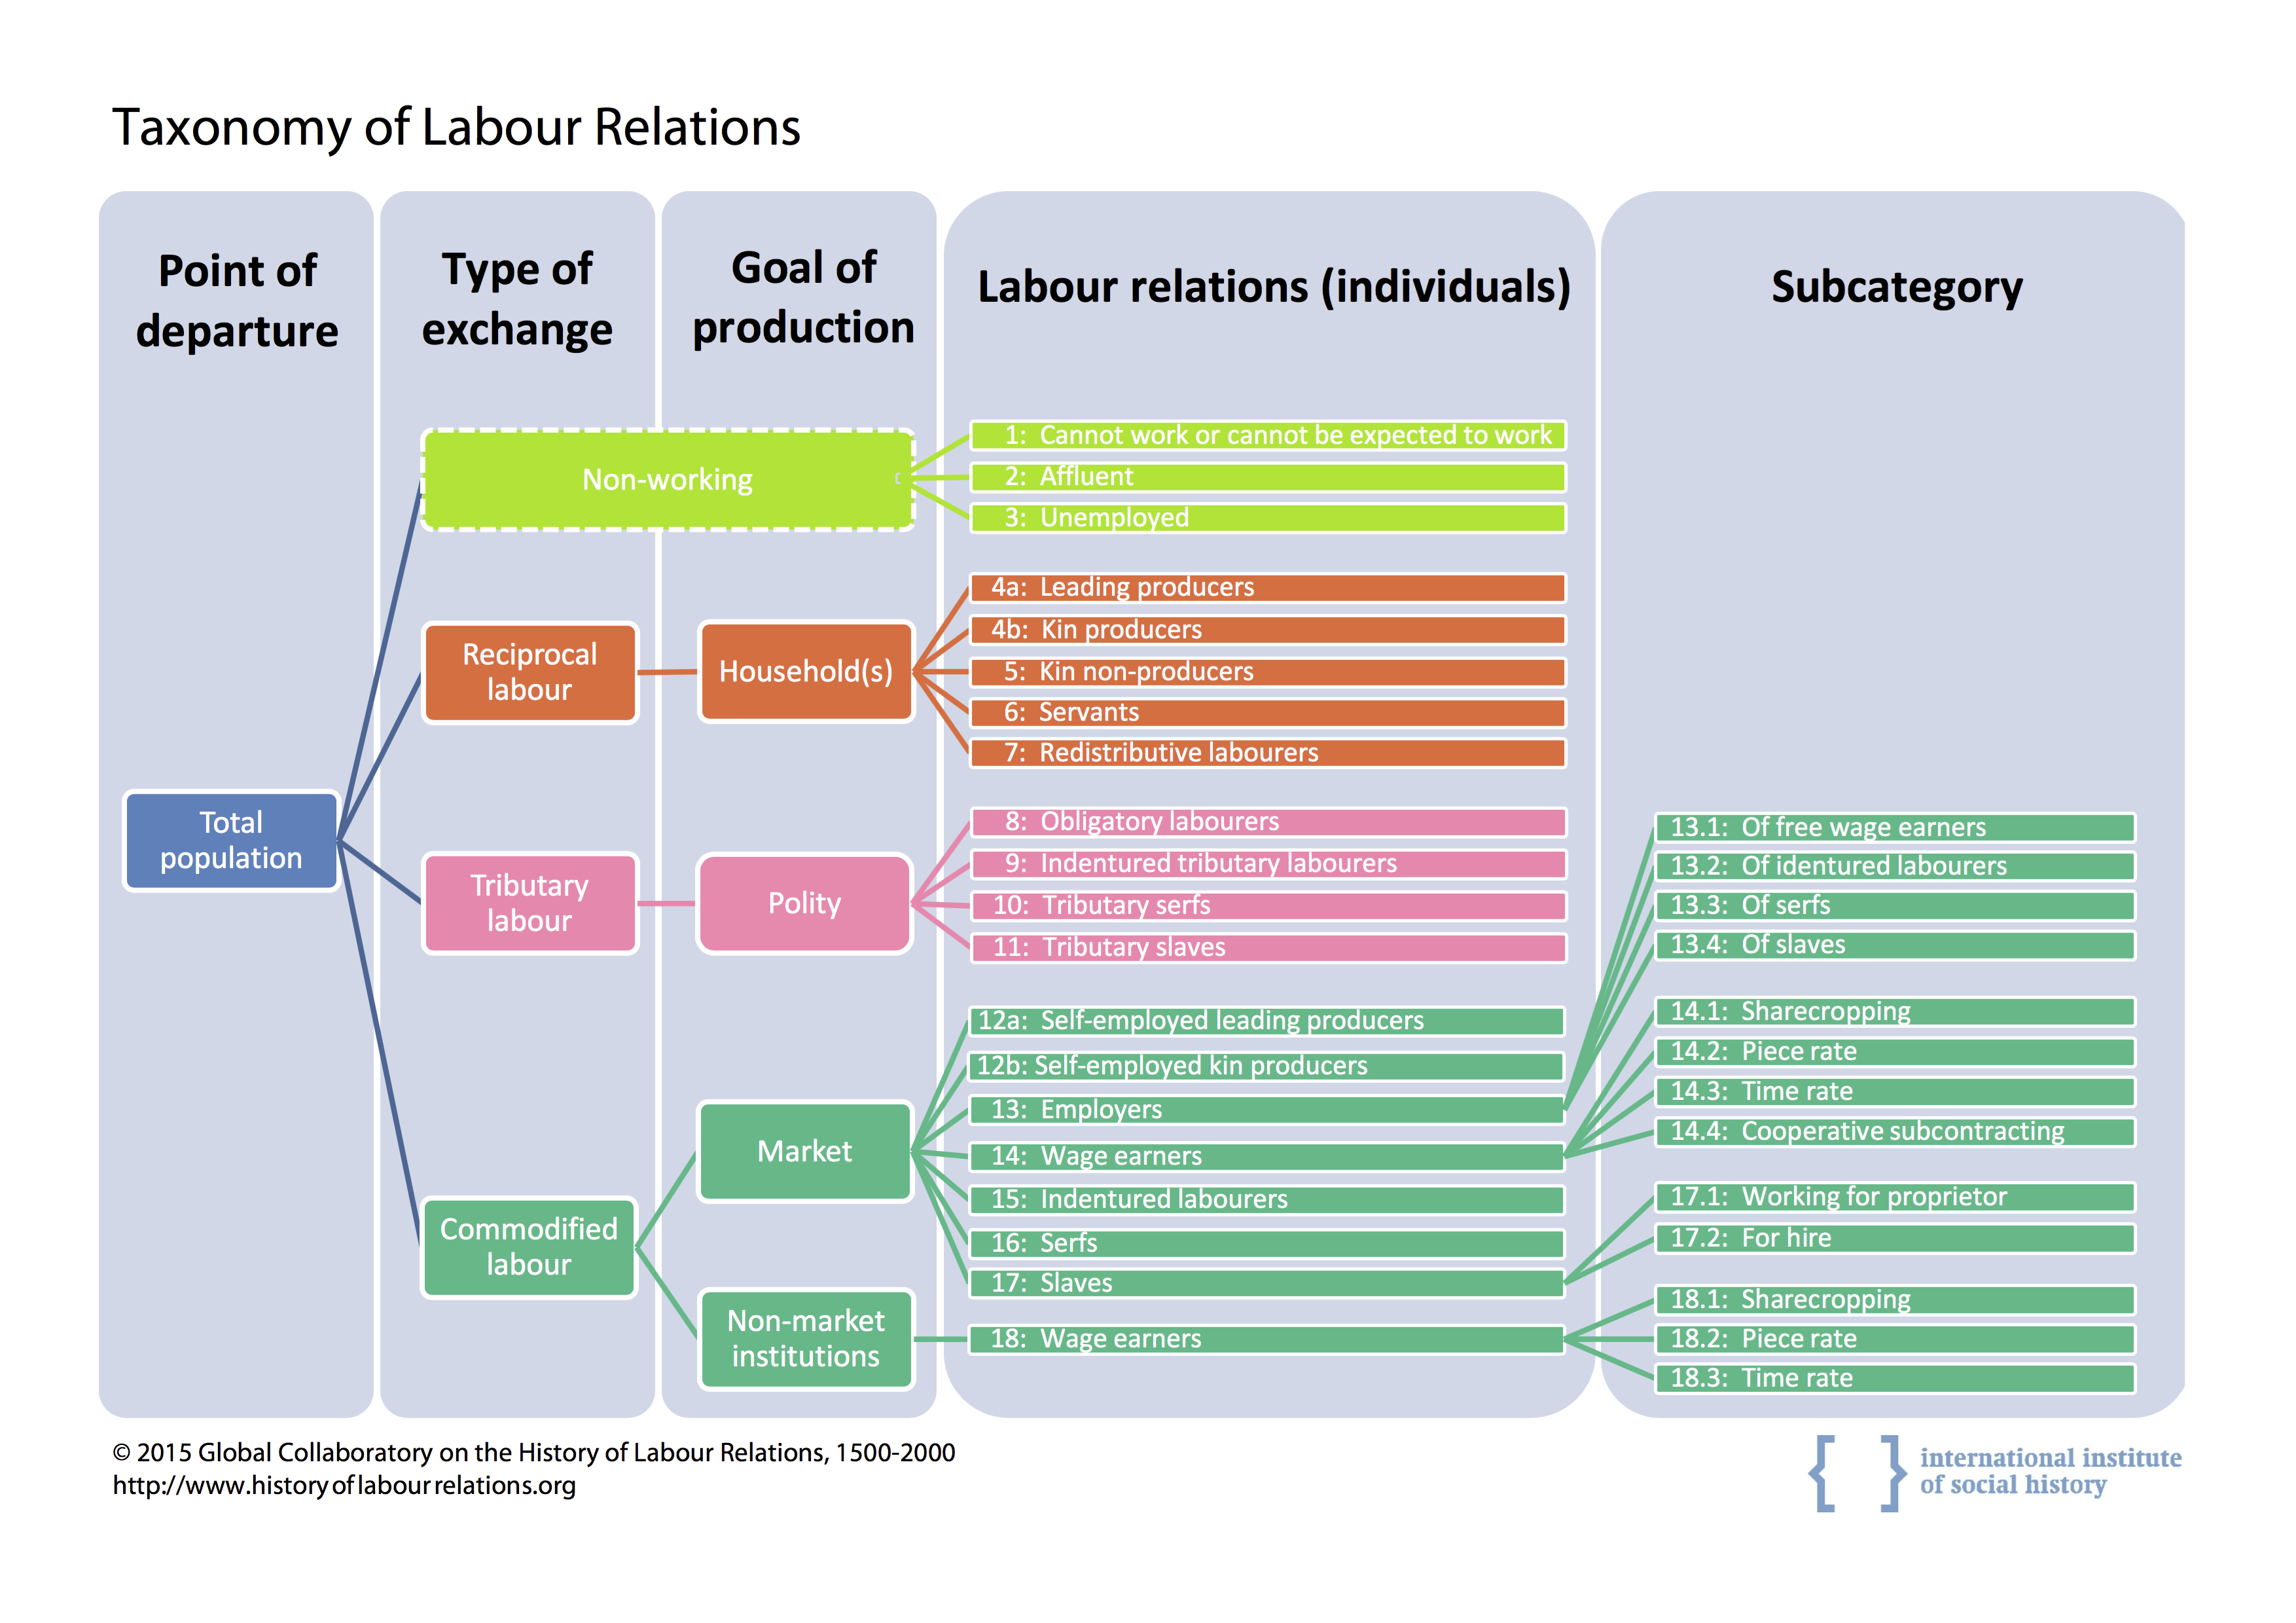 Taxonomy of Labour Relations
Point of
departure
Type of
exchange
Goal of
production
Labour relations (individuals)
Subcategory
Total
population
Non-working
Reciprocal
labour
Household(s)
Tributary
labour
Polity
Commodified
labour
Market
Non-market
institutions
1: Cannot work or cannot be expected to work
2: Affluent
3: Unemployed
4a: Leading producers
4b: Kin producers
5: Kin non-producers
6: Servants
7: Redistributive labourers
8: Obligatory labourers
9: Indentured tributary labourers
10: Tributary serfs
11: Tributary slaves
12a: Self-employed leading producers
12b: Self-employed kin producers
13: Employers
14: Wage earners
15: Indentured labourers
16: Serfs
17: Slaves
18: Wage earners
13.1: Of free wage earners
13.2: Of identured labourers
13.3: Of serfs
13.4: Of slaves
14.1: Sharecropping
14.2: Piece rate
14.3: Time rate
14.4: Cooperative subcontracting
17.1: Working for proprietor
17.2: For hire
18.1: Sharecropping
18.2: Piece rate
18.3: Time rate
© 2015 Global Collaboratory on the History of Labour Relations, 1500-2000
http://www.historyoflabourrelations.org
international institute
of social history